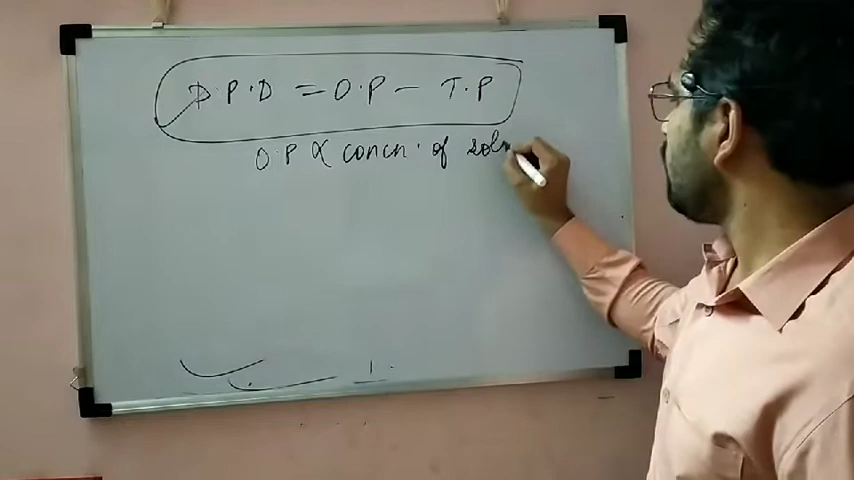 D.P.D = O.P - T.P
O.P ∝ concn. of soln